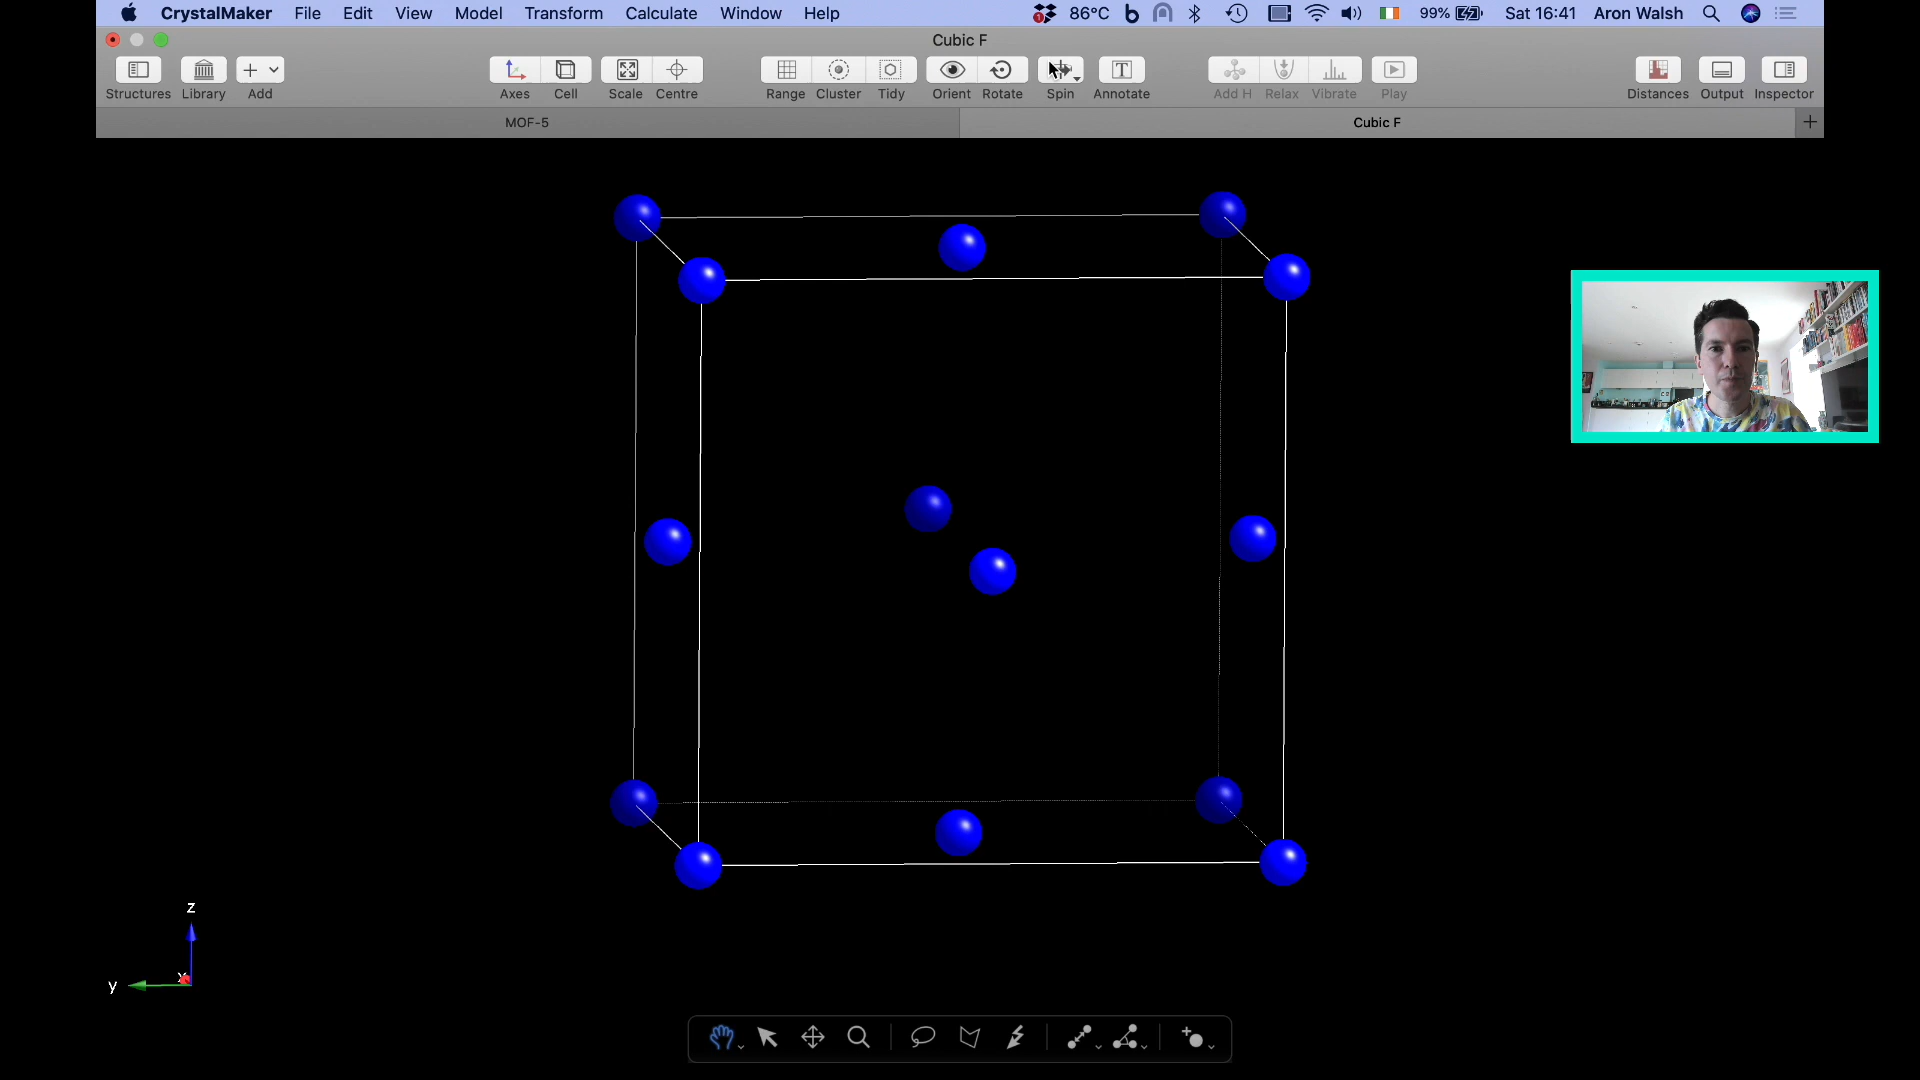 CrystalMaker File Edit View Model Transform Calculate Window Help 1 86°C 99% Sat 16:41 Aron Walsh
Cubic F
Structures Library Add Axes Cell Scale Centre Range Cluster Tidy Orient Rotate Spin Annotate Add H Relax Vibrate Play Distances Output Inspector
MOF-5 Cubic F
z
y x